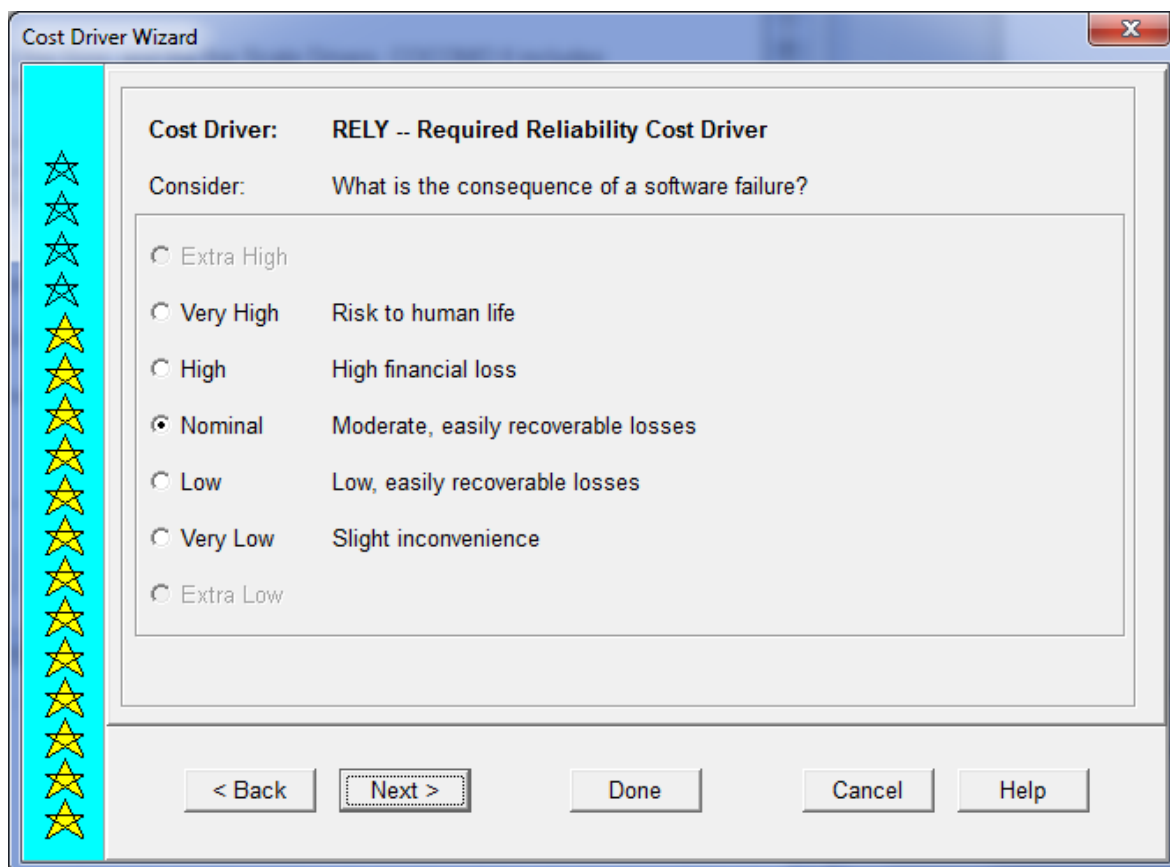 Cost Driver Wizard
Cost Driver: RELY -- Required Reliability Cost Driver
Consider: What is the consequence of a software failure?
Extra High
Very High Risk to human life
High High financial loss
Nominal Moderate, easily recoverable losses
Low Low, easily recoverable losses
Very Low Slight inconvenience
Extra Low
< Back Next > Done Cancel Help